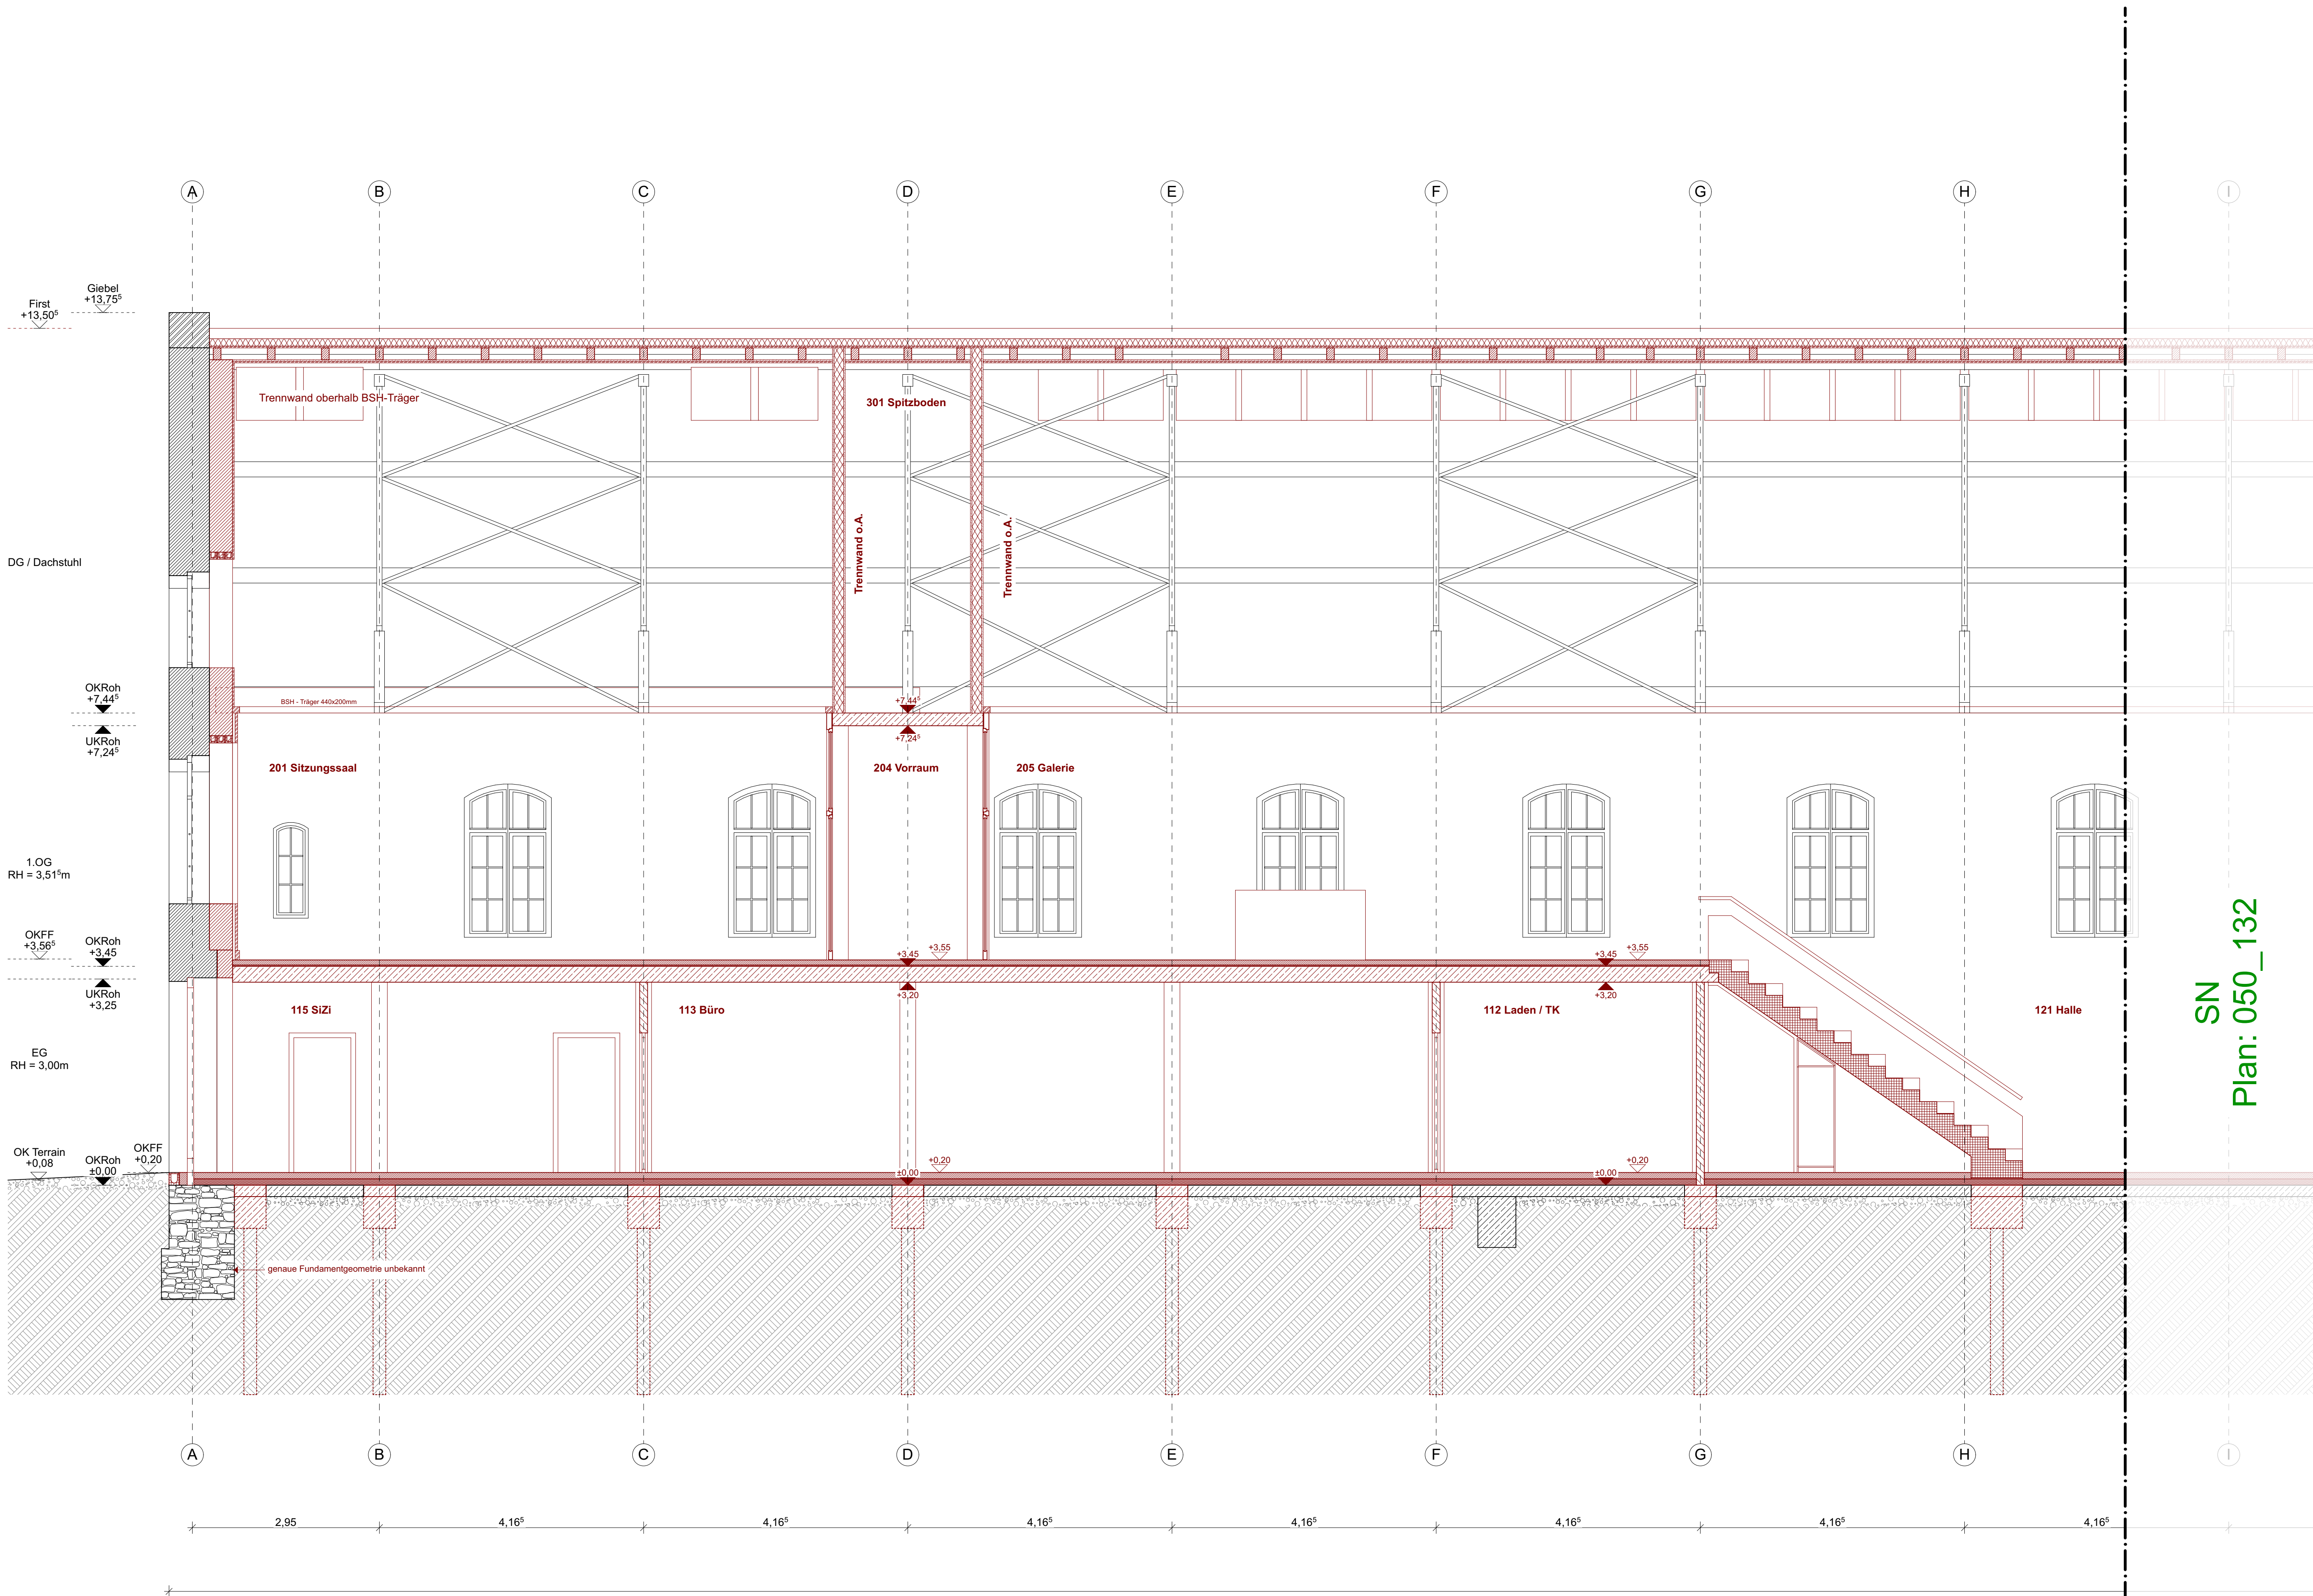 A B C D E F G H I
Giebel
+13,75⁵
First
+13,50⁵
Trennwand oberhalb BSH-Träger
301 Spitzboden
Trennwand o.A.
Trennwand o.A.
DG / Dachstuhl
OKRoh
+7,44⁵
UKRoh
+7,24⁵
BSH - Träger 440x200mm
+7,44⁵
+7,24⁵
201 Sitzungssaal
204 Vorraum
205 Galerie
1.OG
RH = 3,51⁵m
OKFF
+3,56⁵
OKRoh
+3,45
UKRoh
+3,25
+3,45
+3,55
+3,20
+3,45
+3,55
+3,20
115 SiZi
113 Büro
112 Laden / TK
121 Halle
SN
Plan: 050_132
EG
RH = 3,00m
OK Terrain
+0,08
OKRoh
±0,00
OKFF
+0,20
±0,00
+0,20
±0,00
+0,20
genaue Fundamentgeometrie unbekannt
A B C D E F G H I
2,95 4,16⁵ 4,16⁵ 4,16⁵ 4,16⁵ 4,16⁵ 4,16⁵ 4,16⁵